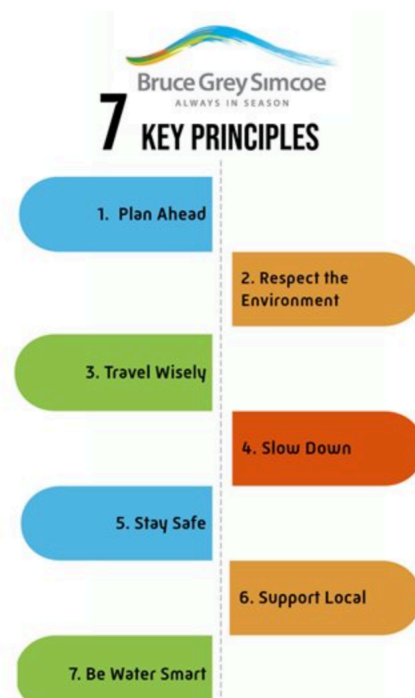 Bruce Grey Simcoe
ALWAYS IN SEASON
7 KEY PRINCIPLES
1. Plan Ahead
2. Respect the
Environment
3. Travel Wisely
4. Slow Down
5. Stay Safe
6. Support Local
7. Be Water Smart